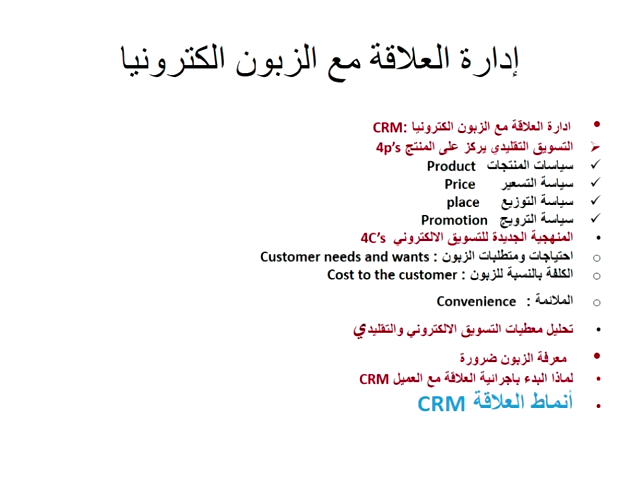 إدارة العلاقة مع الزبون الكترونيا
• ادارة العلاقة مع الزبون الكترونيا :CRM
➢ التسويق التقليدي يركز على المنتج 4p's
✓ سياسات المنتجات Product
✓ سياسة التسعير Price
✓ سياسة التوزيع place
✓ سياسة الترويج Promotion
• المنهجية الجديدة للتسويق الالكتروني 4C's
o احتياجات ومتطلبات الزبون : Customer needs and wants
o الكلفة بالنسبة للزبون : Cost to the customer
o الملائمة : Convenience
• تحليل معطيات التسويق الالكتروني والتقليدي
• معرفة الزبون ضرورة
• لماذا البدء باجرائية العلاقة مع العميل CRM
• أنماط العلاقة CRM